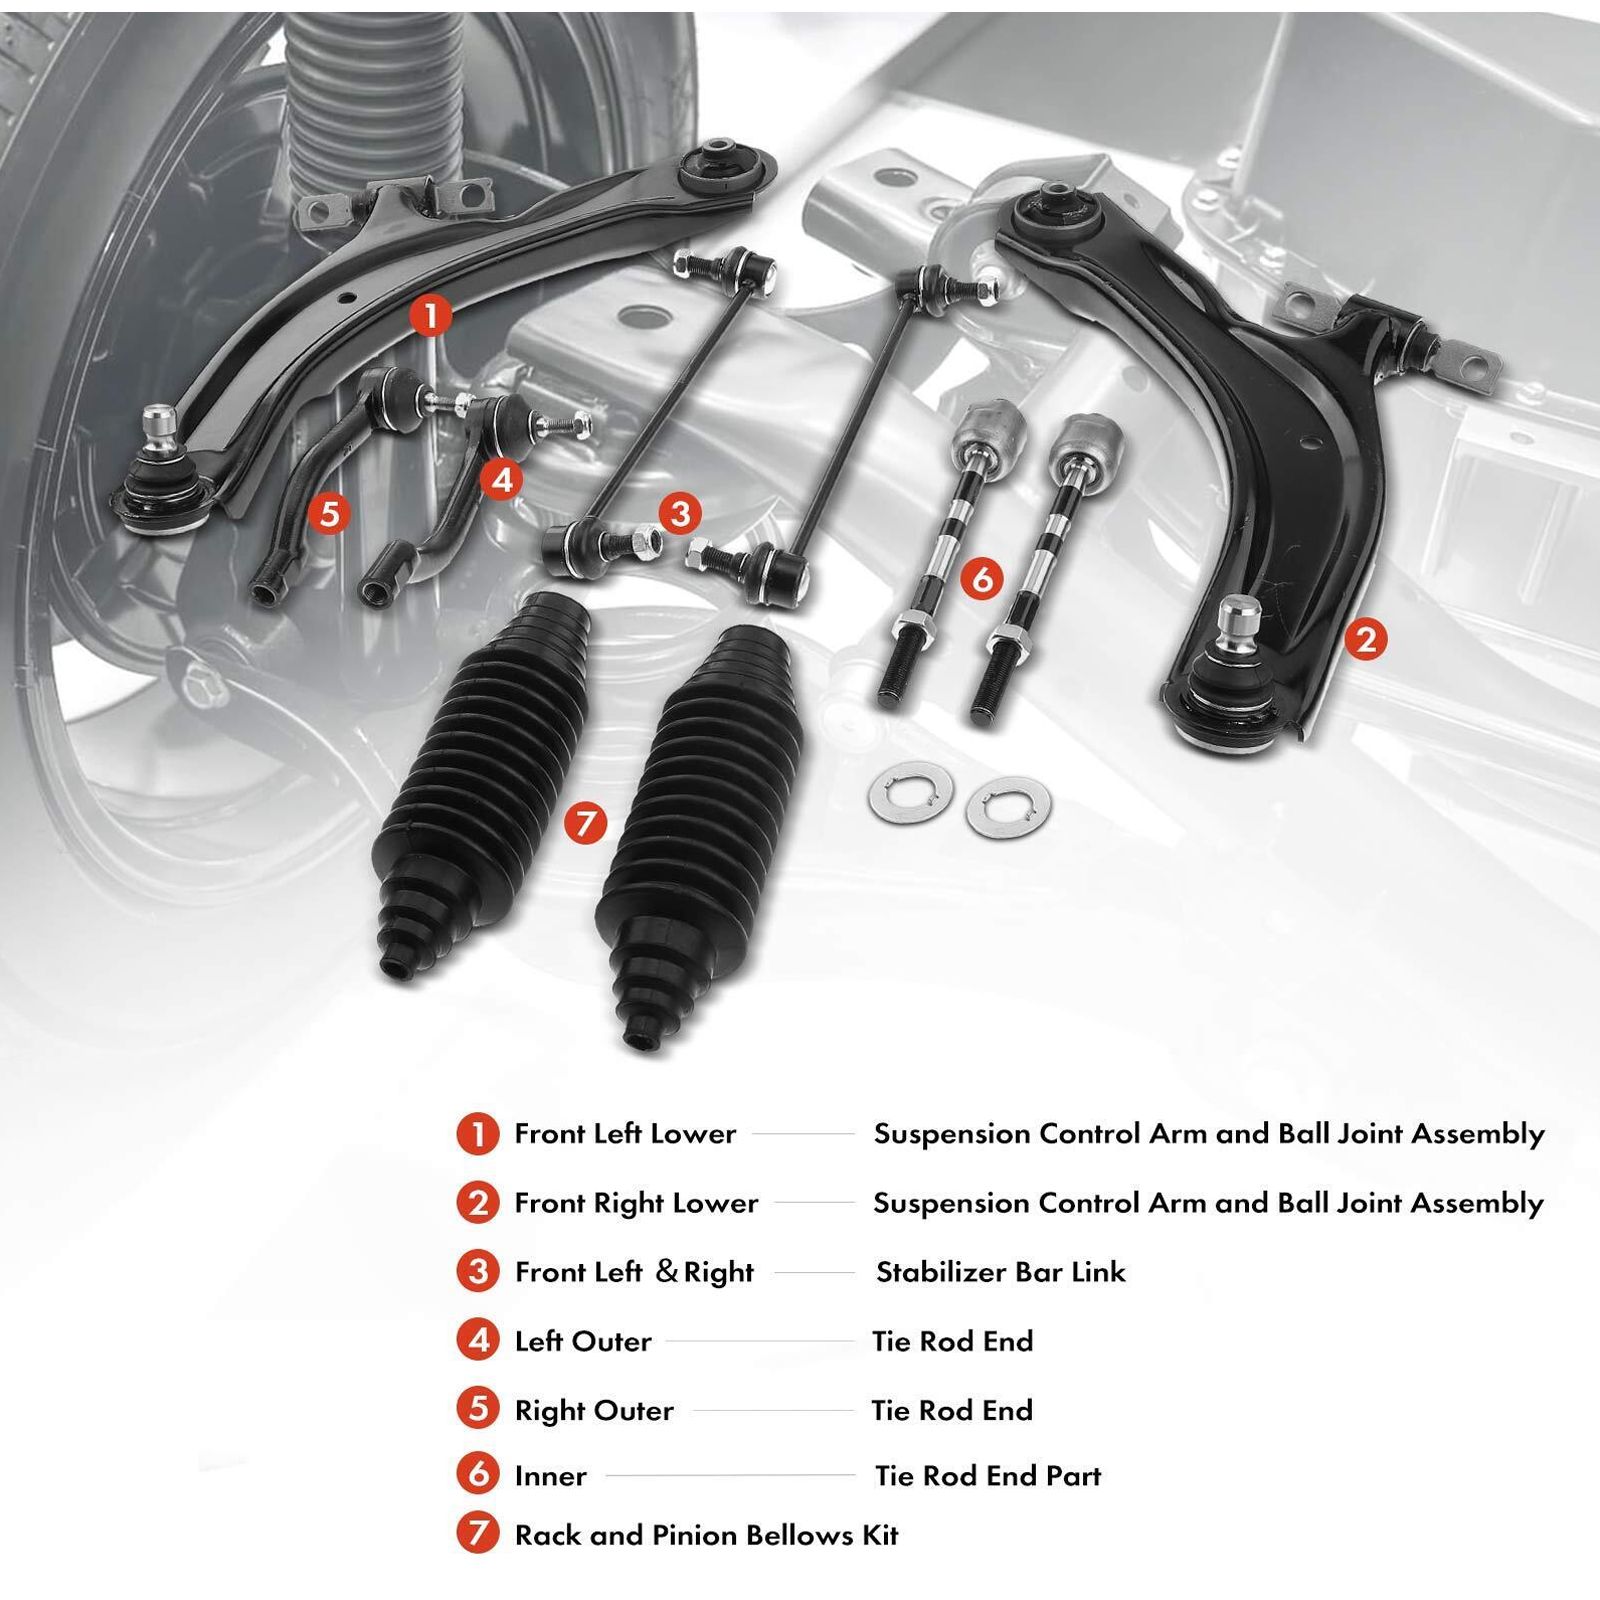 1
5
4
3
6
2
7
1 Front Left Lower Suspension Control Arm and Ball Joint Assembly
2 Front Right Lower Suspension Control Arm and Ball Joint Assembly
3 Front Left & Right Stabilizer Bar Link
4 Left Outer Tie Rod End
5 Right Outer Tie Rod End
6 Inner Tie Rod End Part
7 Rack and Pinion Bellows Kit